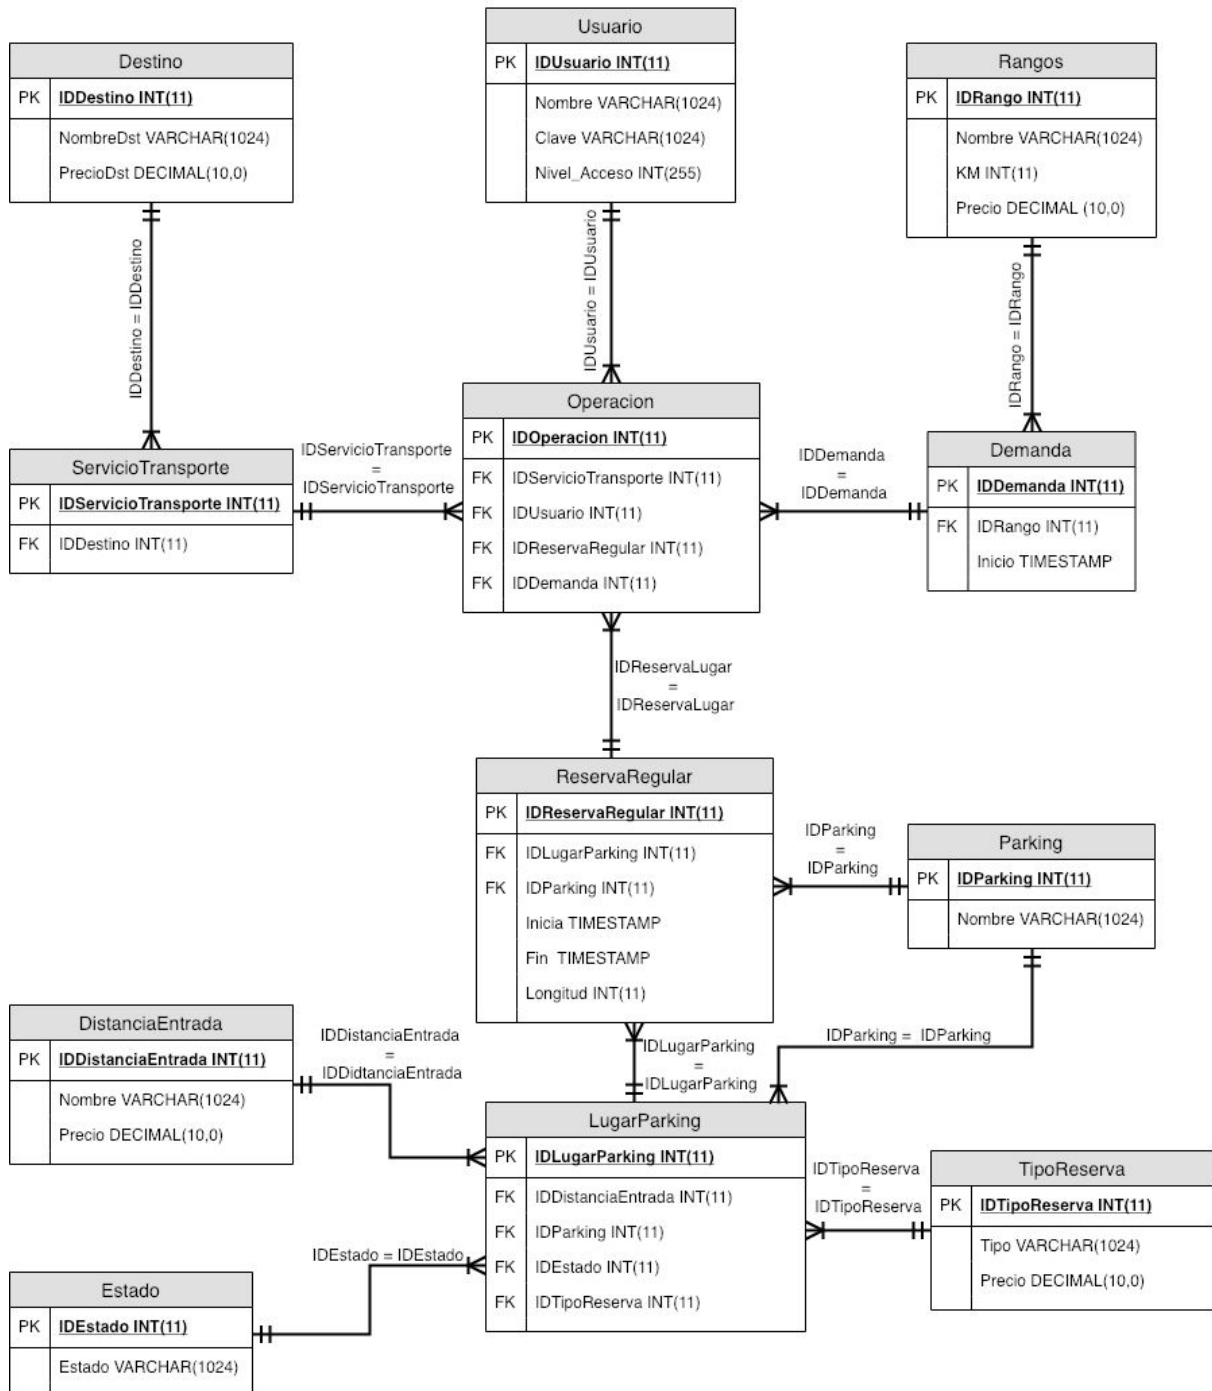 Destino
PK IDDestino INT(11)
NombreDst VARCHAR(1024)
PrecioDst DECIMAL(10,0)
Usuario
PK IDUsuario INT(11)
Nombre VARCHAR(1024)
Clave VARCHAR(1024)
Nivel_Acceso INT(255)
Rangos
PK IDRango INT(11)
Nombre VARCHAR(1024)
KM INT(11)
Precio DECIMAL (10,0)
IDDestino = IDDestino
IDUsuario = IDUsuario
IDRango = IDRango
ServicioTransporte
PK IDServicioTransporte INT(11)
FK IDDestino INT(11)
IDServicioTransporte
=
IDServicioTransporte
Operacion
PK IDOperacion INT(11)
FK IDServicioTransporte INT(11)
FK IDUsuario INT(11)
FK IDReservaRegular INT(11)
FK IDDemanda INT(11)
IDDemanda
=
IDDemanda
Demanda
PK IDDemanda INT(11)
FK IDRango INT(11)
Inicio TIMESTAMP
IDReservaLugar
=
IDReservaLugar
ReservaRegular
PK IDReservaRegular INT(11)
FK IDLugarParking INT(11)
FK IDParking INT(11)
Inicia TIMESTAMP
Fin TIMESTAMP
Longitud INT(11)
IDParking
=
IDParking
Parking
PK IDParking INT(11)
Nombre VARCHAR(1024)
DistanciaEntrada
PK IDDistanciaEntrada INT(11)
Nombre VARCHAR(1024)
Precio DECIMAL(10,0)
IDDistanciaEntrada
=
IDDidtanciaEntrada
IDLugarParking
=
IDLugarParking
IDParking = IDParking
LugarParking
PK IDLugarParking INT(11)
FK IDDistanciaEntrada INT(11)
FK IDParking INT(11)
FK IDEstado INT(11)
FK IDTipoReserva INT(11)
IDTipoReserva
=
IDTipoReserva
TipoReserva
PK IDTipoReserva INT(11)
Tipo VARCHAR(1024)
Precio DECIMAL(10,0)
IDEstado = IDEstado
Estado
PK IDEstado INT(11)
Estado VARCHAR(1024)